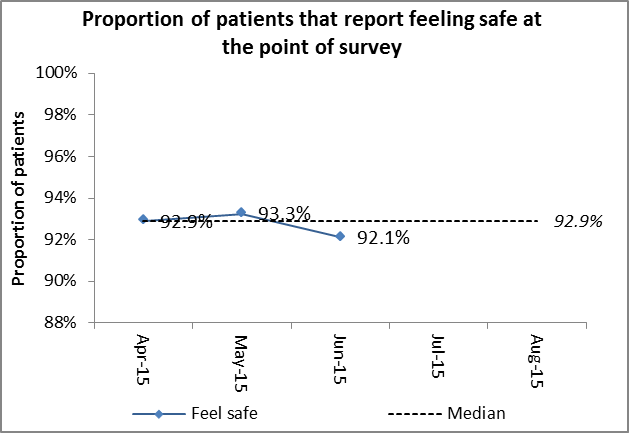 Proportion of patients that report feeling safe at
the point of survey
Proportion of patients
100%
98%
96%
94%
92%
90%
88%
92.9%
93.3%
92.1%
92.9%
Apr-15
May-15
Jun-15
Jul-15
Aug-15
Feel safe
Median